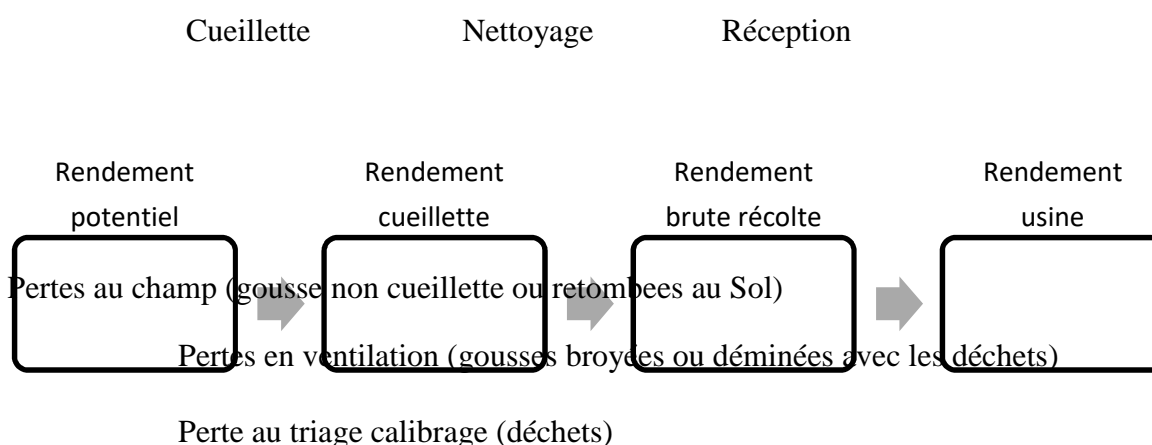 Cueillette Nettoyage Réception
Rendement Rendement Rendement Rendement
potentiel cueillette brute récolte usine
Pertes au champ (gousse non cueillette ou retombees au Sol)
Pertes en ventilation (gousses broyées ou déminées avec les déchets)
Perte au triage calibrage (déchets)